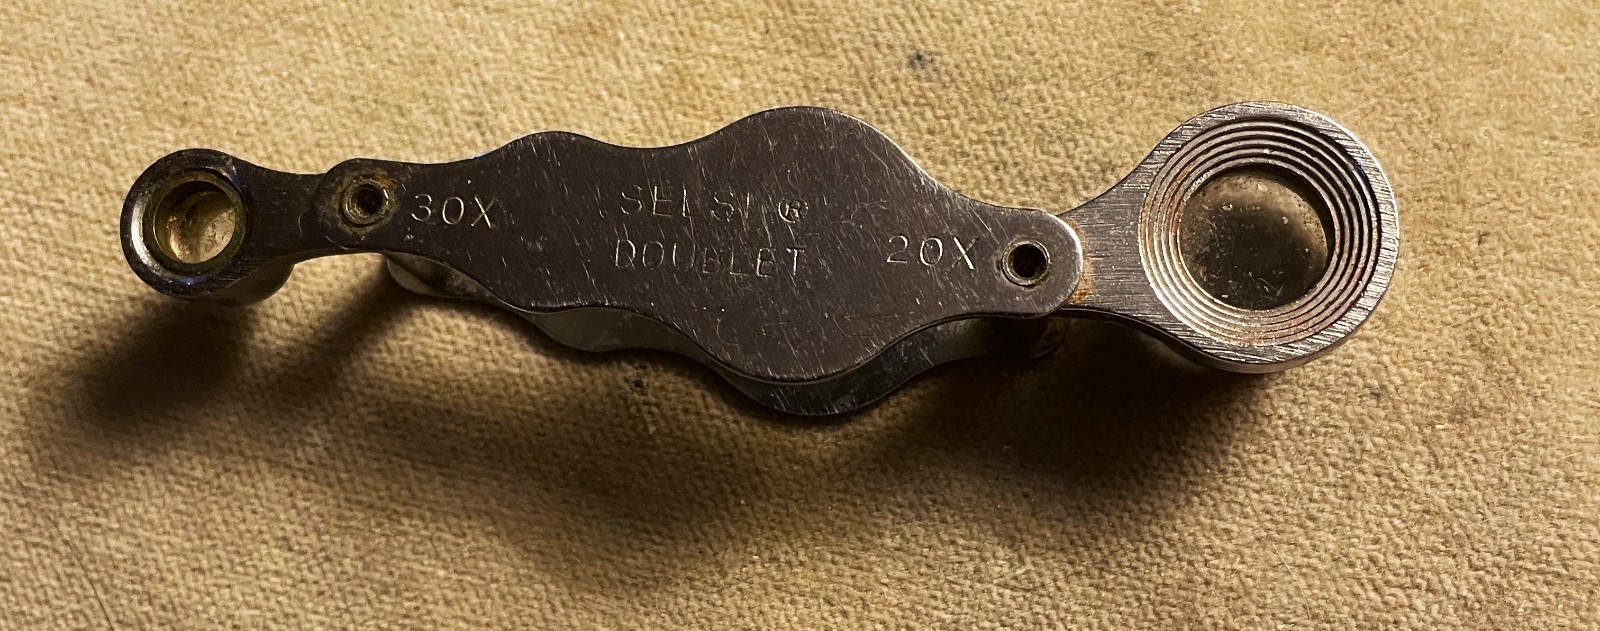 30X
SELSI ®
DOUBLET
20X